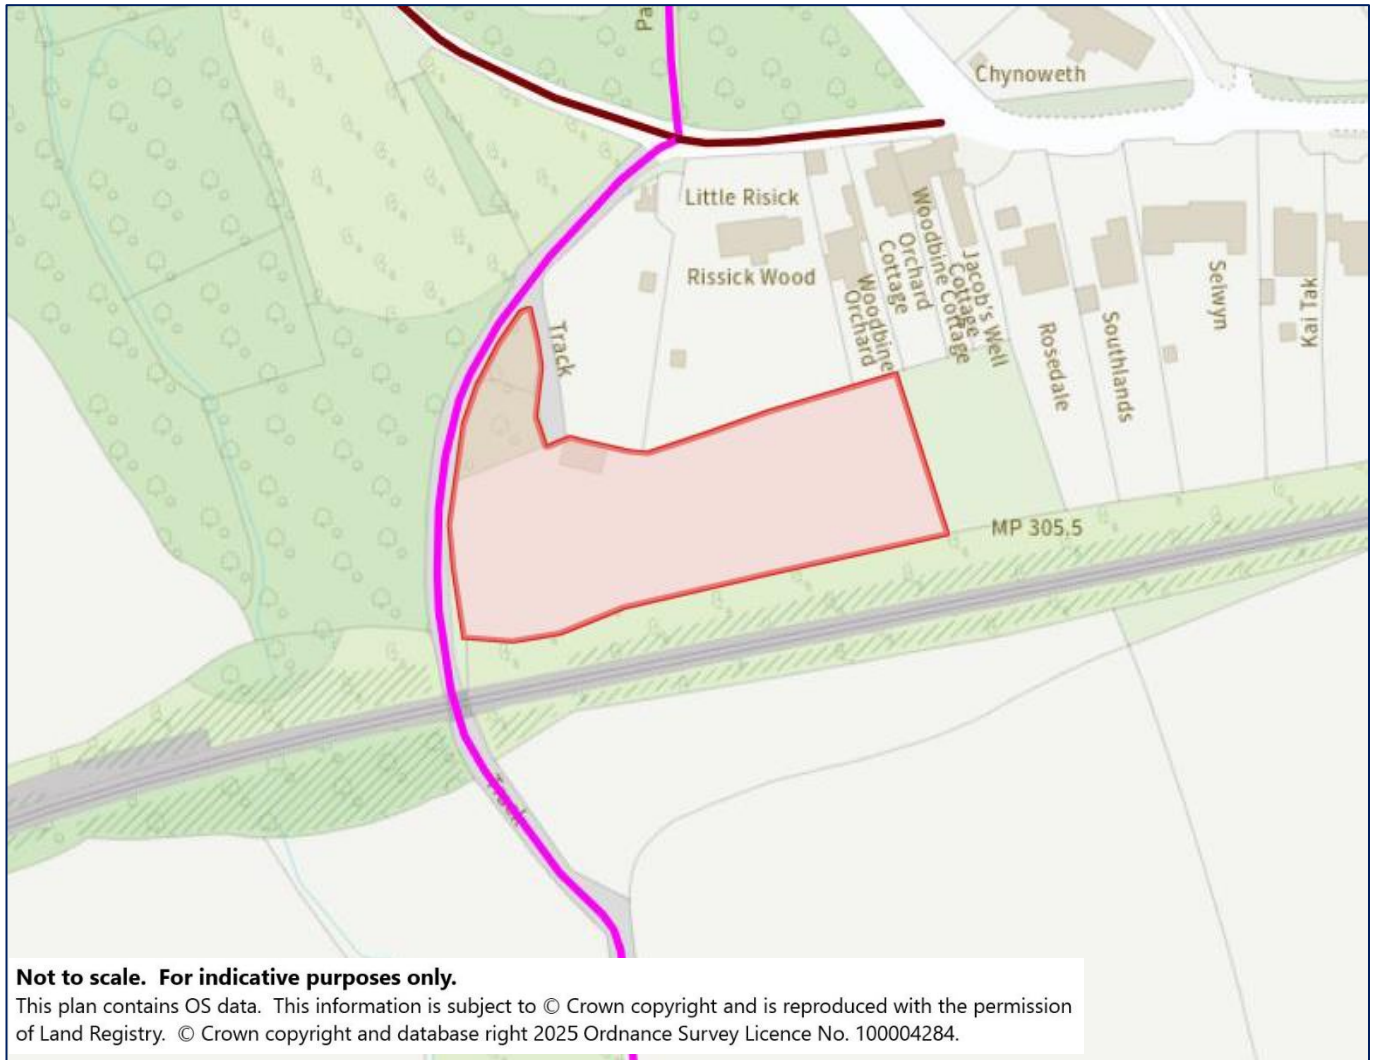 Pa
Chynoweth
Little Risick
Rissick Wood
Woodbine
Orchard
Orchard
Cottage
Woodbine Cottage
Jacob's Well
Cottage
Rosedale
Southlands
Selwyn
Kai Tak
Track
MP 305.5
Track
Not to scale. For indicative purposes only.
This plan contains OS data. This information is subject to © Crown copyright and is reproduced with the permission
of Land Registry. © Crown copyright and database right 2025 Ordnance Survey Licence No. 100004284.